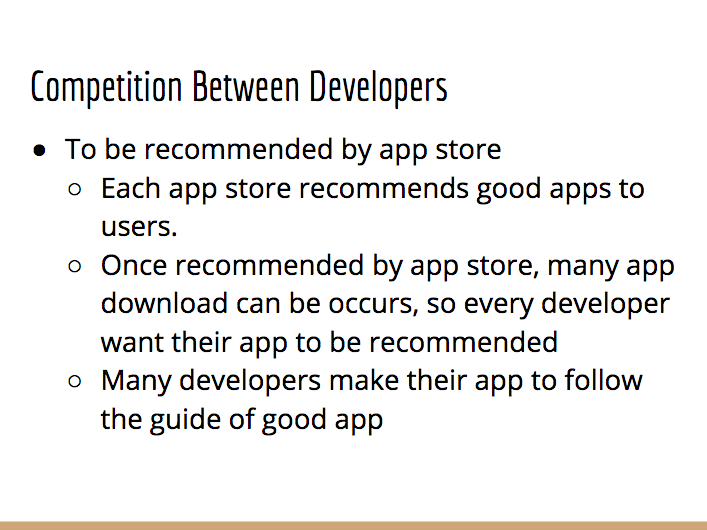 Competition Between Developers
● To be recommended by app store
○ Each app store recommends good apps to
users.
○ Once recommended by app store, many app
download can be occurs, so every developer
want their app to be recommended
○ Many developers make their app to follow
the guide of good app